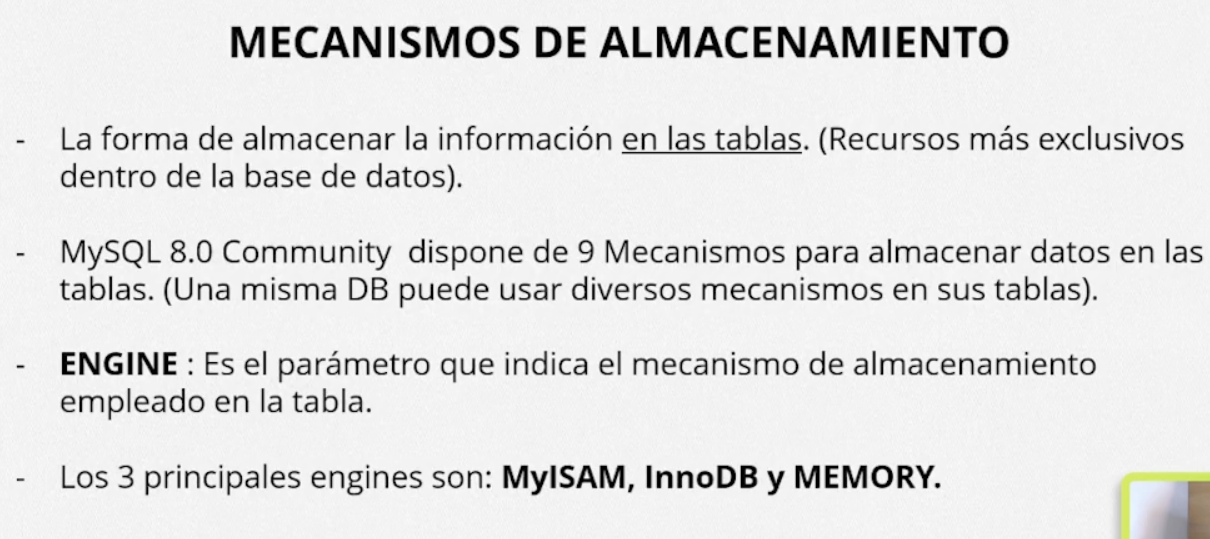 MECANISMOS DE ALMACENAMIENTO
- La forma de almacenar la información en las tablas. (Recursos más exclusivos
dentro de la base de datos).
- MySQL 8.0 Community dispone de 9 Mecanismos para almacenar datos en las
tablas. (Una misma DB puede usar diversos mecanismos en sus tablas).
- ENGINE : Es el parámetro que indica el mecanismo de almacenamiento
empleado en la tabla.
- Los 3 principales engines son: MyISAM, InnoDB y MEMORY.